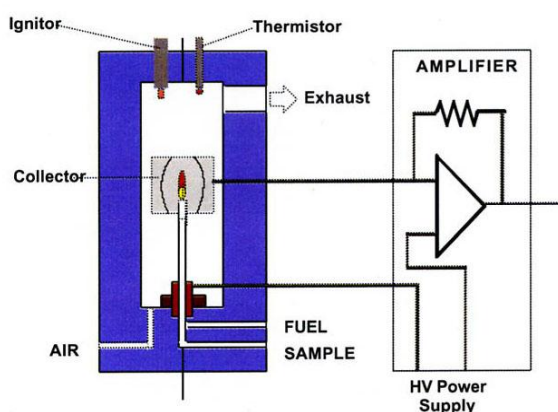 Ignitor
Thermistor
AMPLIFIER
Exhaust
Collector
FUEL
AIR
SAMPLE
HV Power
Supply